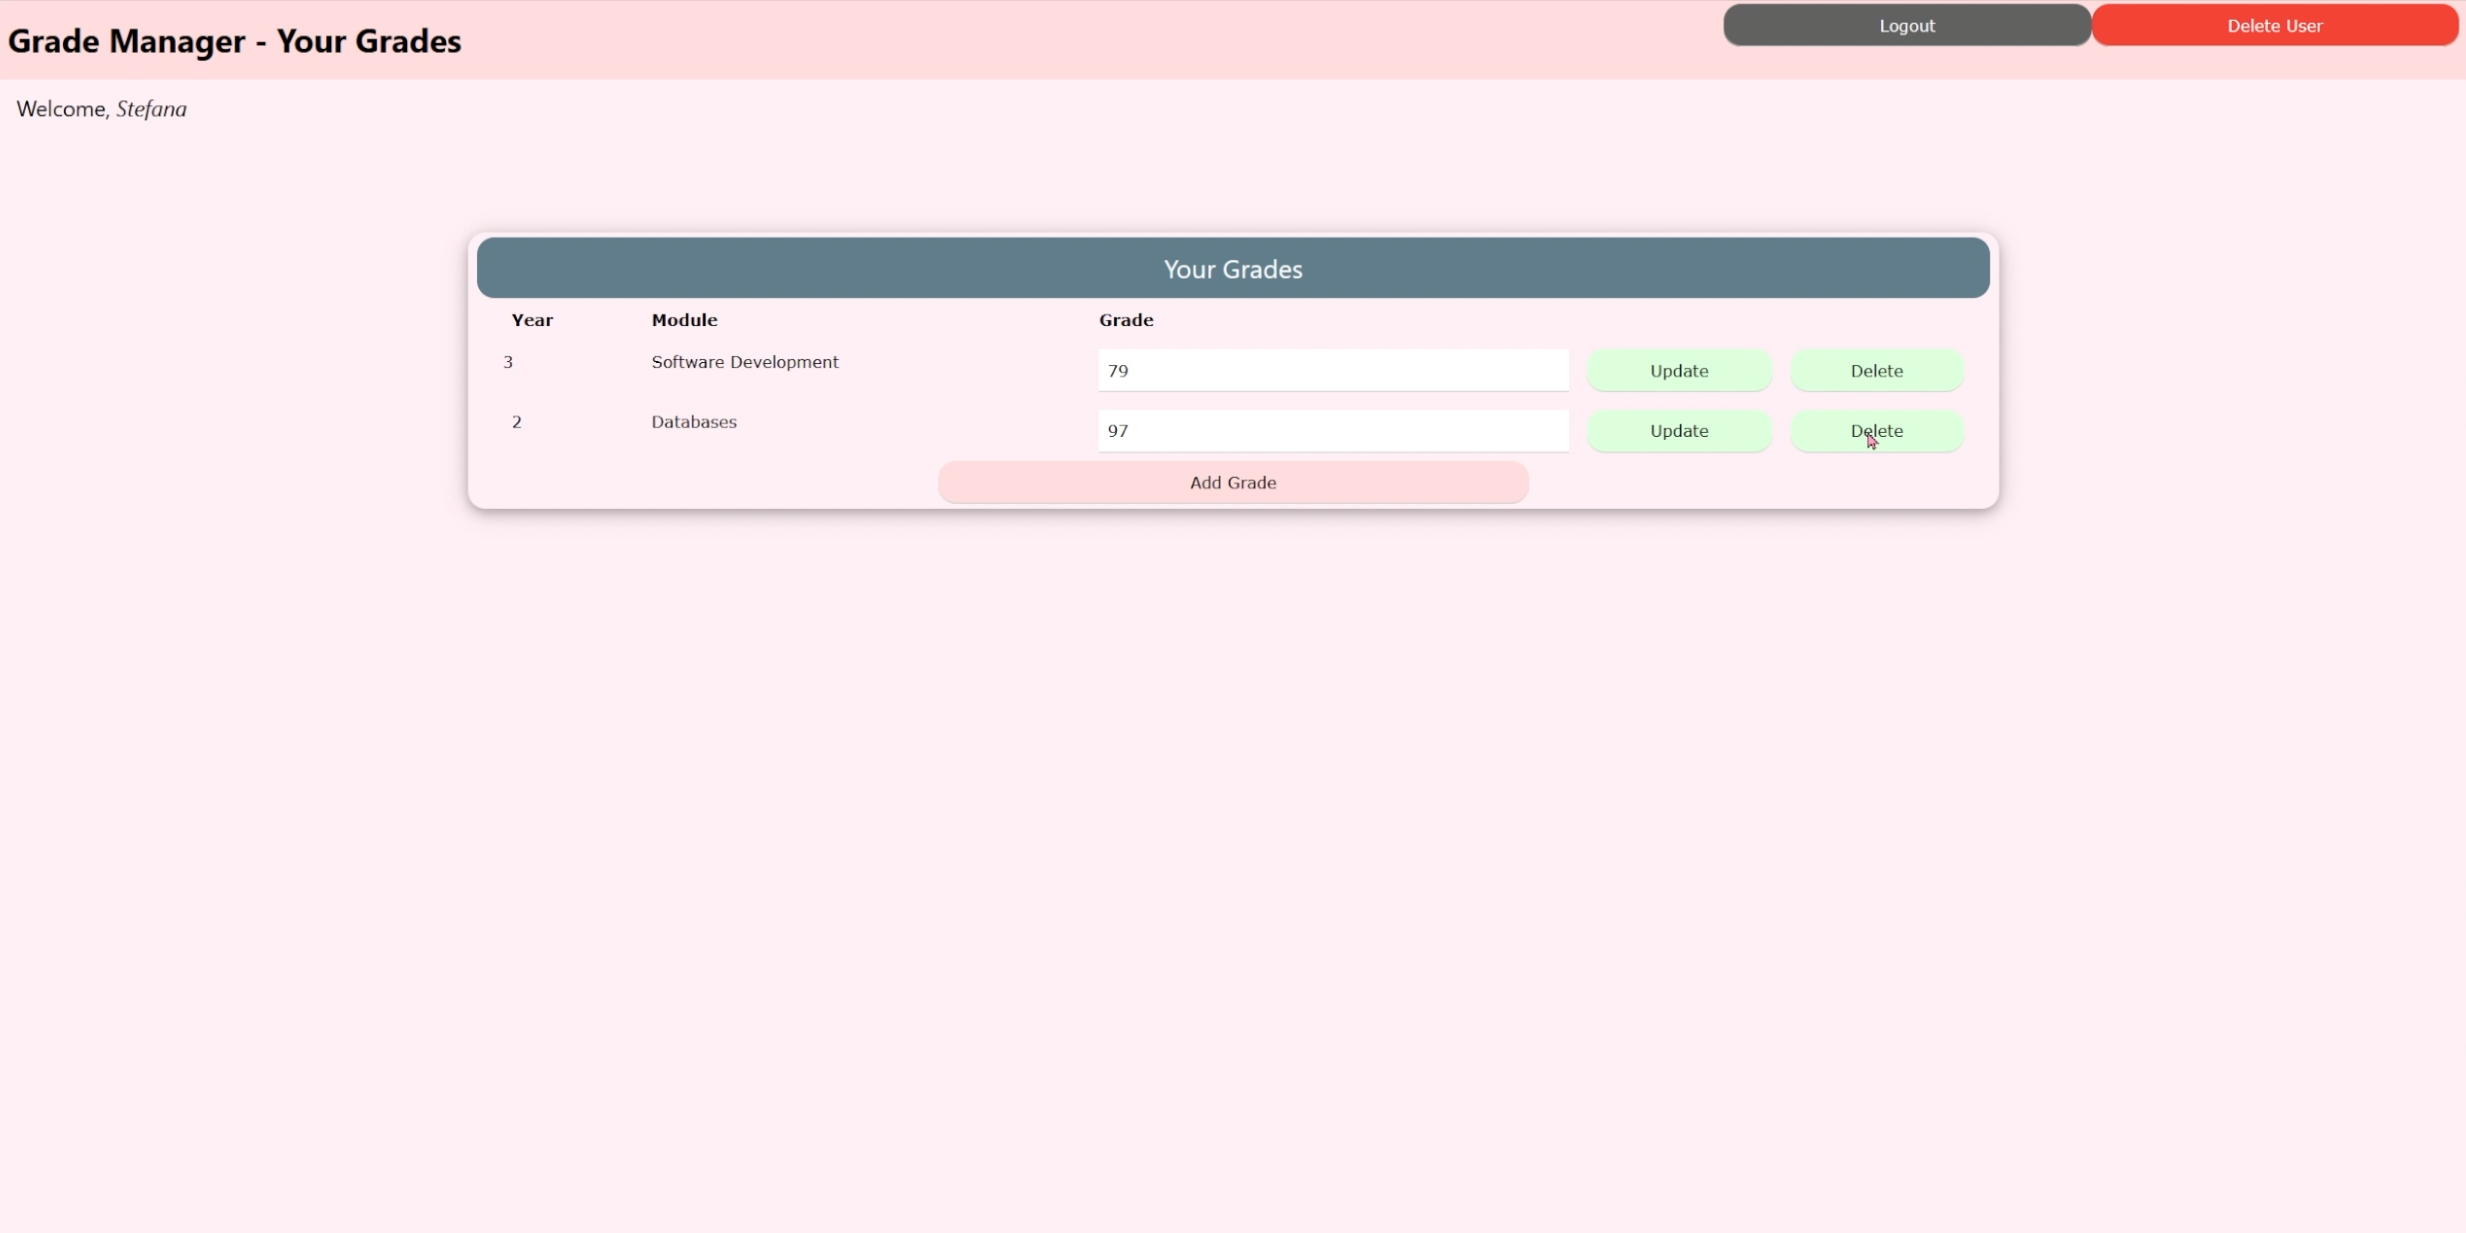 Grade Manager - Your Grades
Logout
Delete User
Welcome, Stefana
Your Grades
Year Module Grade
3 Software Development 79 Update Delete
2 Databases 97 Update Delete
Add Grade